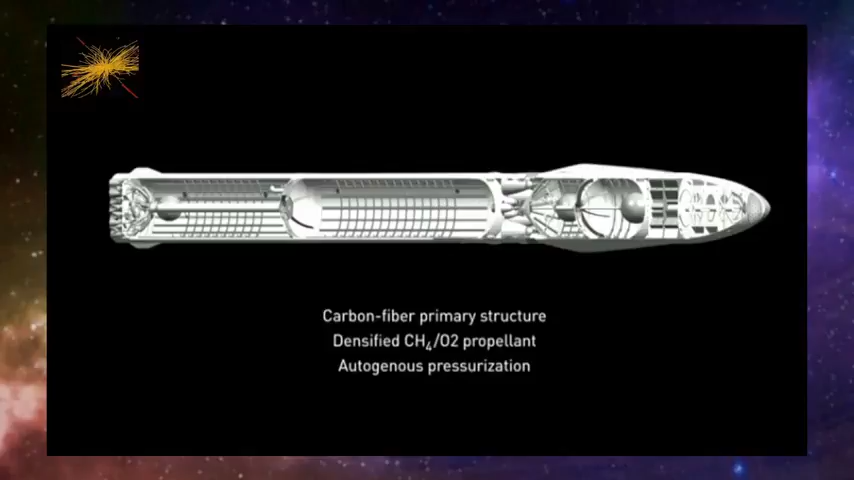 Carbon-fiber primary structure
Densified CH₄/O2 propellant
Autogenous pressurization